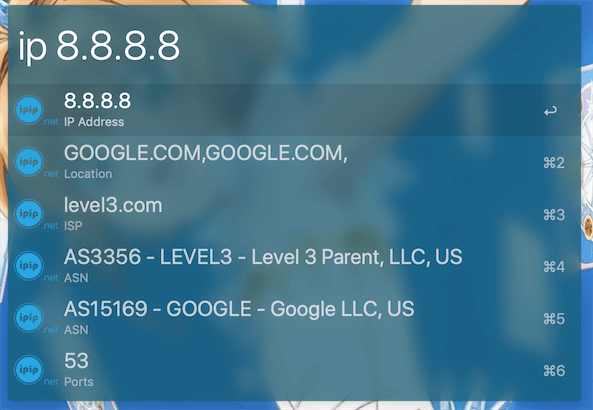 ip 8.8.8.8
8.8.8.8
ipip
.net
IP Address
↩
GOOGLE.COM,GOOGLE.COM,
ipip
.net
Location
⌘2
level3.com
ipip
.net
ISP
⌘3
AS3356 - LEVEL3 - Level 3 Parent, LLC, US
ipip
.net
ASN
⌘4
AS15169 - GOOGLE - Google LLC, US
ipip
.net
ASN
⌘5
53
ipip
.net
Ports
⌘6